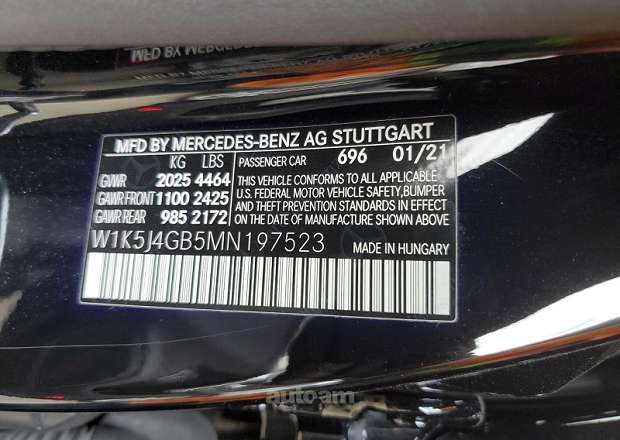 MFD BY MERCEDES-BENZ AG STUTTGART
KG LBS PASSENGER CAR 696 01/21
GVWR 2025 4464
GAWR FRONT 1100 2425
GAWR REAR 985 2172
THIS VEHICLE CONFORMS TO ALL APPLICABLE
U.S. FEDERAL MOTOR VEHICLE SAFETY, BUMPER
AND THEFT PREVENTION STANDARDS IN EFFECT
ON THE DATE OF MANUFACTURE SHOWN ABOVE.
W1K5J4GB5MN197523 MADE IN GERMANY
autoam